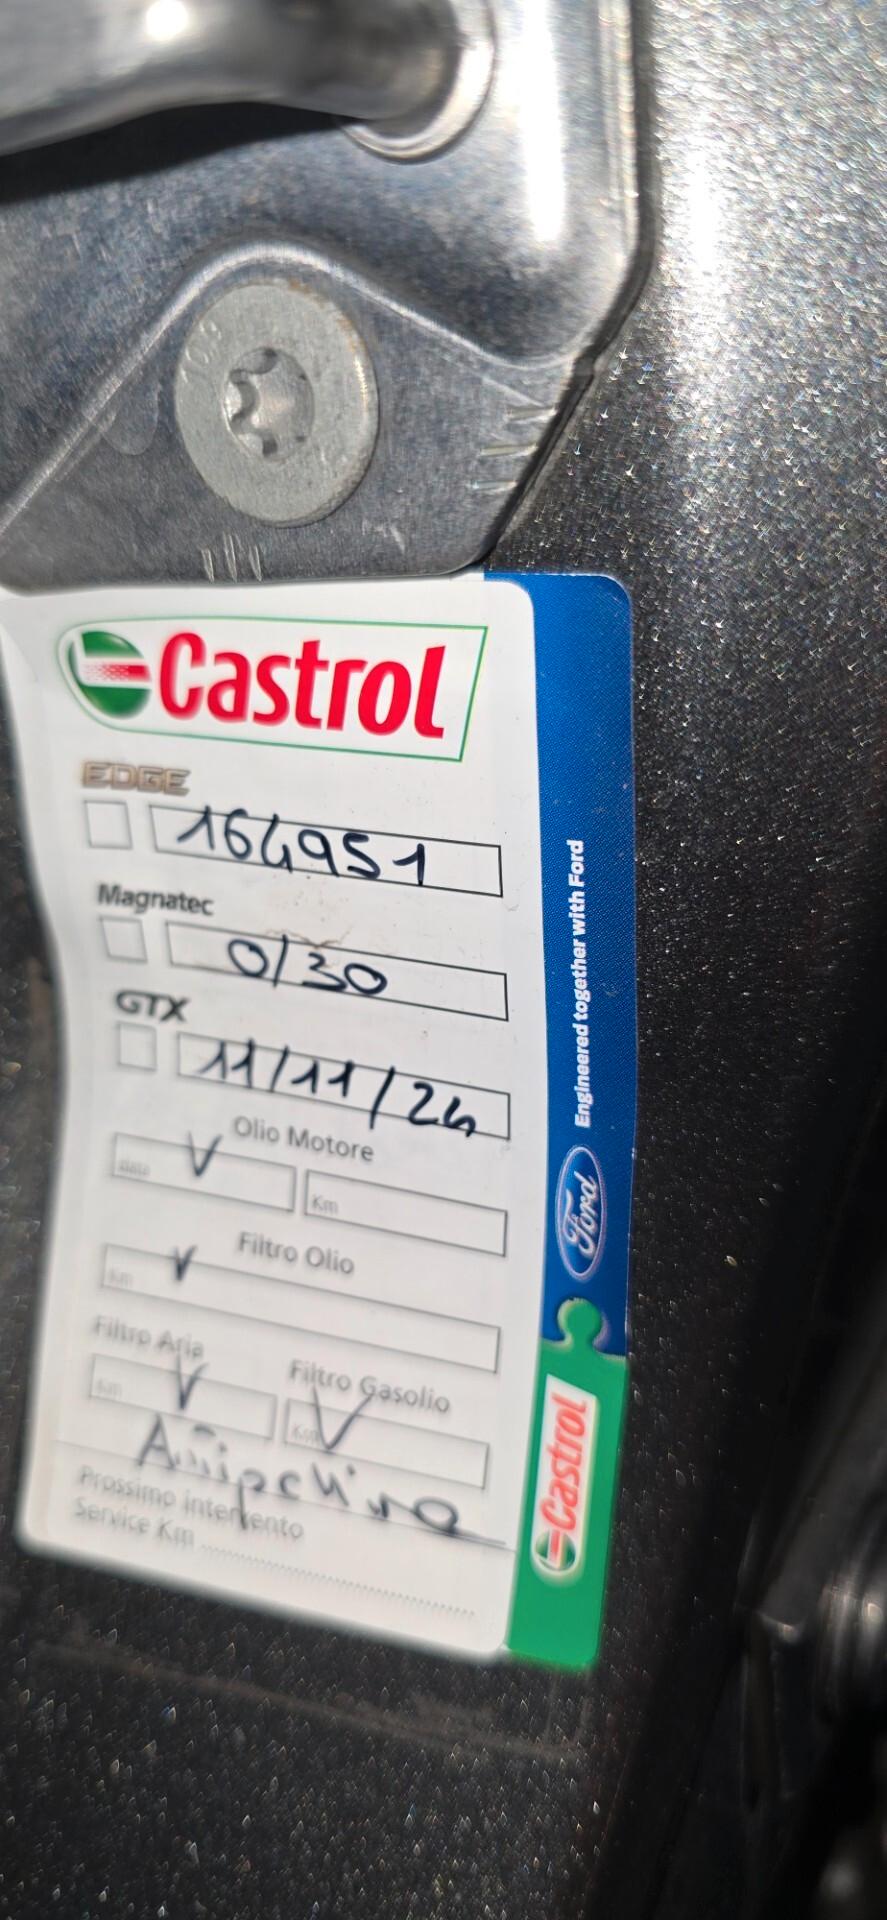 109
Castrol
EDGE
164951
Magnatec
0/30
GTX
11/11/24
Olio Motore
data V Km
Filtro Olio
Km V
Filtro Aria Filtro Gasolio
Km V Km V
Prossimo intervento
Service Km
Engineered together with Ford
Ford
Castrol